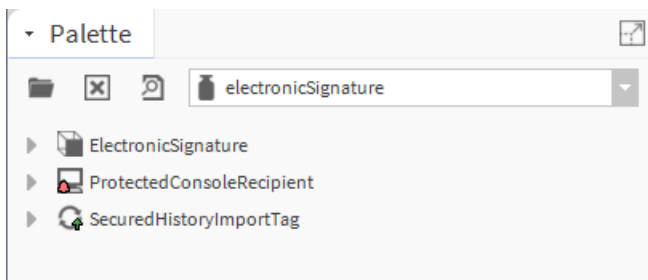 Palette
electronicSignature
ElectronicSignature
ProtectedConsoleRecipient
SecuredHistoryImportTag